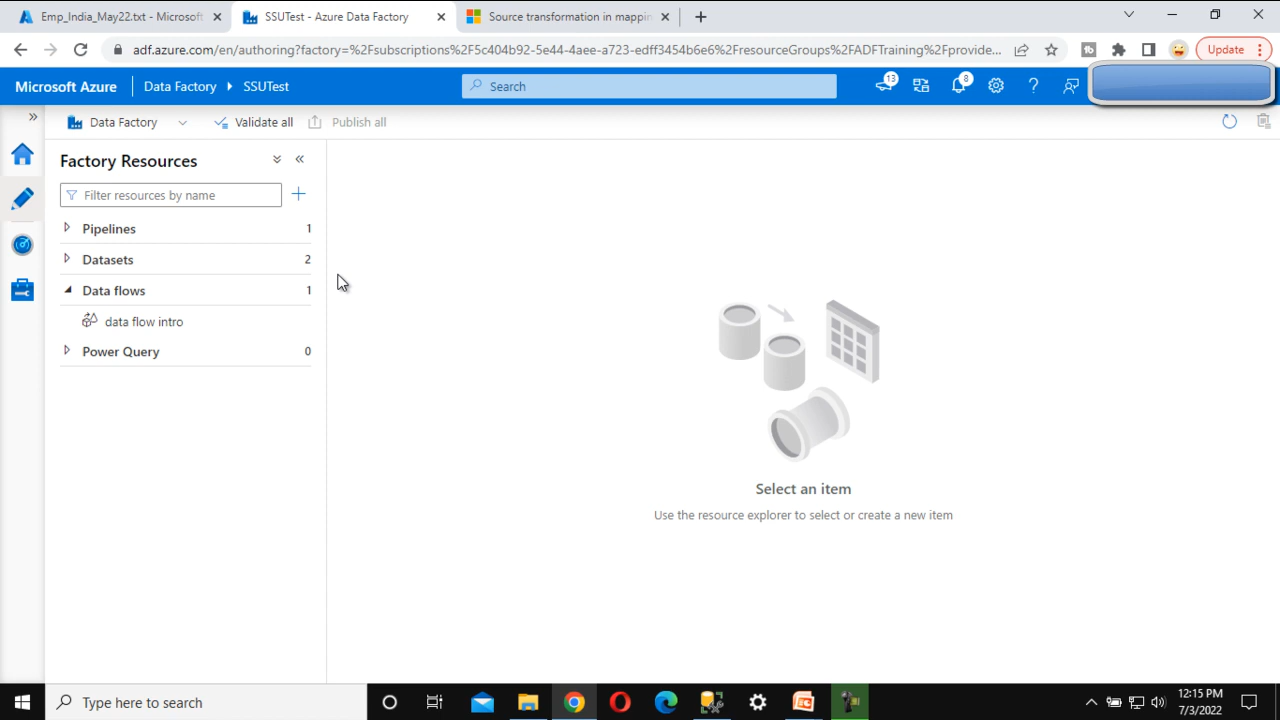 Emp_India_May22.txt - Microsoft
SSUTest - Azure Data Factory
Source transformation in mappin
adf.azure.com/en/authoring?factory=%2Fsubscriptions%2F5c404b92-5e44-4aee-a723-edff3454b6e6%2FresourceGroups%2FADFTraining%2Fprovide...
Update
Microsoft Azure
Data Factory
SSUTest
Search
13
8
Data Factory
Validate all
Publish all
Factory Resources
Filter resources by name
Pipelines 1
Datasets 2
Data flows 1
data flow intro
Power Query 0
Select an item
Use the resource explorer to select or create a new item
Type here to search
12:15 PM
7/3/2022